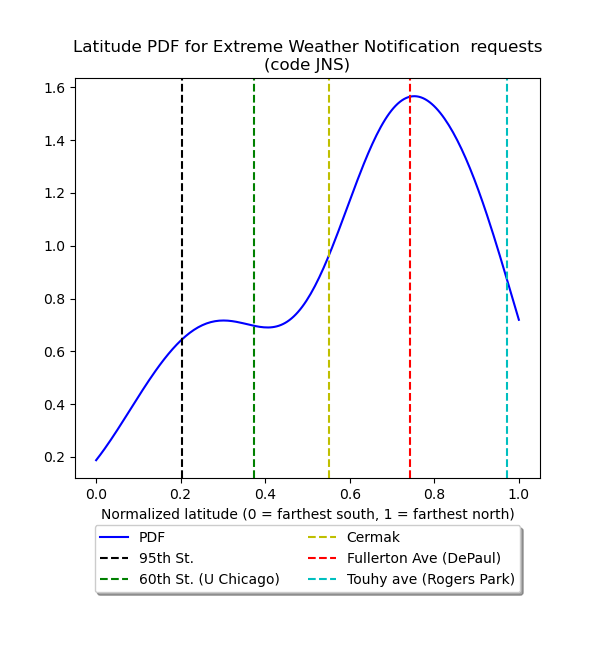 Latitude PDF for Extreme Weather Notification  requests
(code JNS)
1.6
1.4
1.2
1.0
0.8
0.6
0.4
0.2
0.0 0.2 0.4 0.6 0.8 1.0
Normalized latitude (0 = farthest south, 1 = farthest north)
PDF
95th St.
60th St. (U Chicago)
Cermak
Fullerton Ave (DePaul)
Touhy ave (Rogers Park)